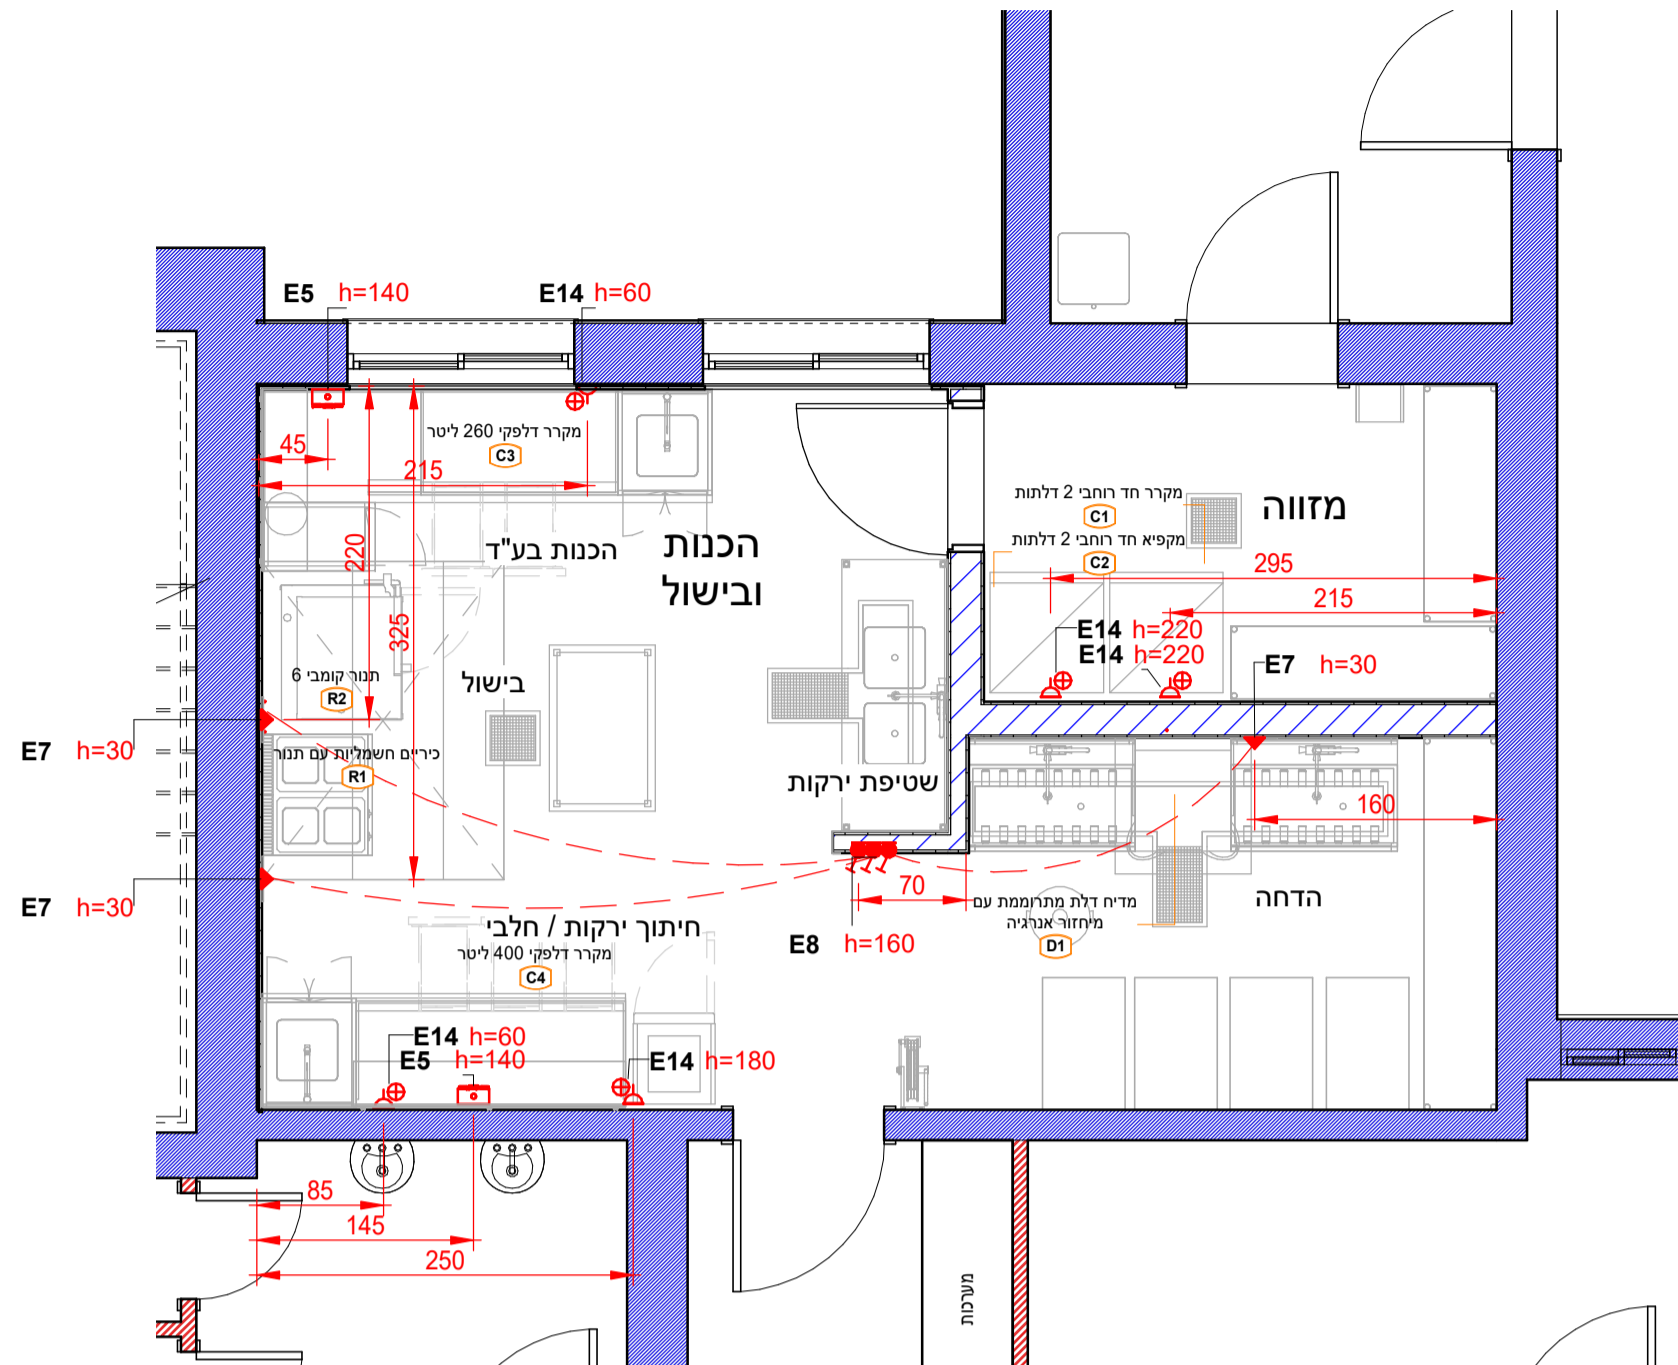 E5 h=140
E14 h=60
45
215
מקרר דלפקי 260 ליטר
C3
הכנות בע"ד
הכנות
ובישול
220
325
מקרר חד רוחבי 2 דלתות
C1
מקפיא חד רוחבי 2 דלתות
C2
מזווה
295
215
E14 h=220
E14 h=220
E7 h=30
תנור קומבי 6
R2
בישול
E7 h=30
כיריים חשמליות עם תנור
R1
שטיפת ירקות
160
E7 h=30
70
E8 h=160
מדיח דלת מתרוממת עם
מיחזור אנרגיה
D1
הדחה
חיתוך ירקות / חלבי
מקרר דלפקי 400 ליטר
C4
E14 h=60
E5 h=140
E14 h=180
85
145
250
מערכות